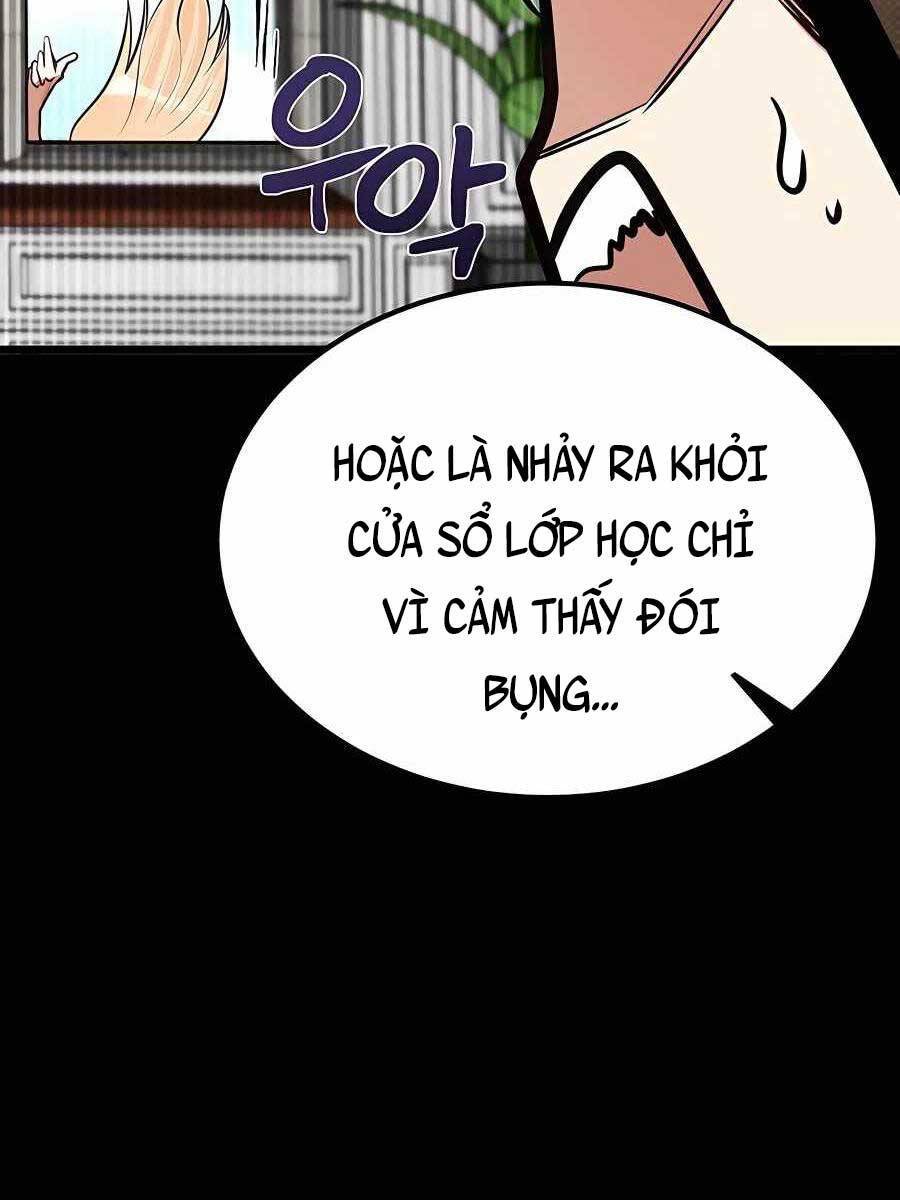 우악
HOẶC LÀ NHẢY RA KHỎI
CỬA SỔ LỚP HỌC CHỈ
VÌ CẢM THẤY ĐÓI
BỤNG...